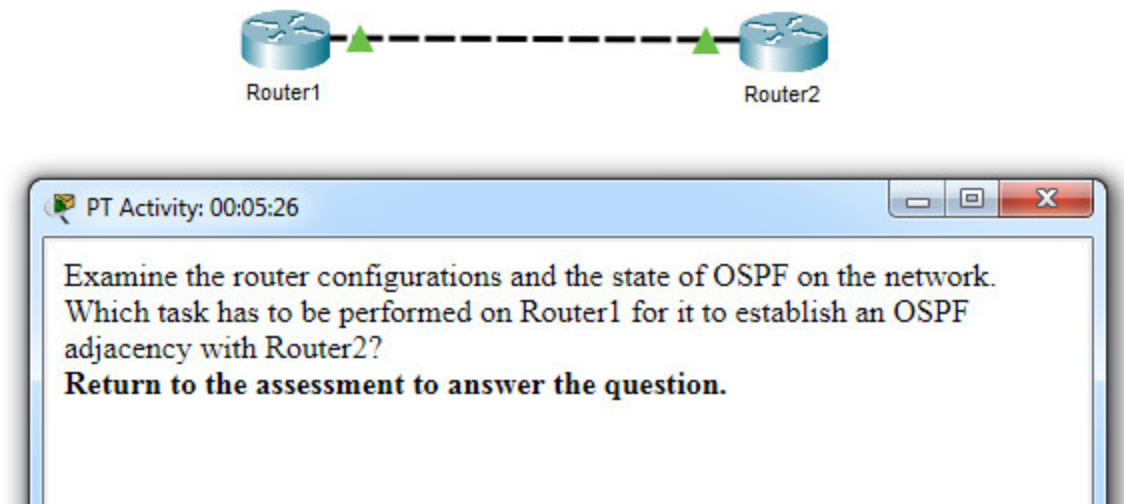 Router1
Router2
PT Activity: 00:05:26
Examine the router configurations and the state of OSPF on the network.
Which task has to be performed on Router1 for it to establish an OSPF
adjacency with Router2?
Return to the assessment to answer the question.